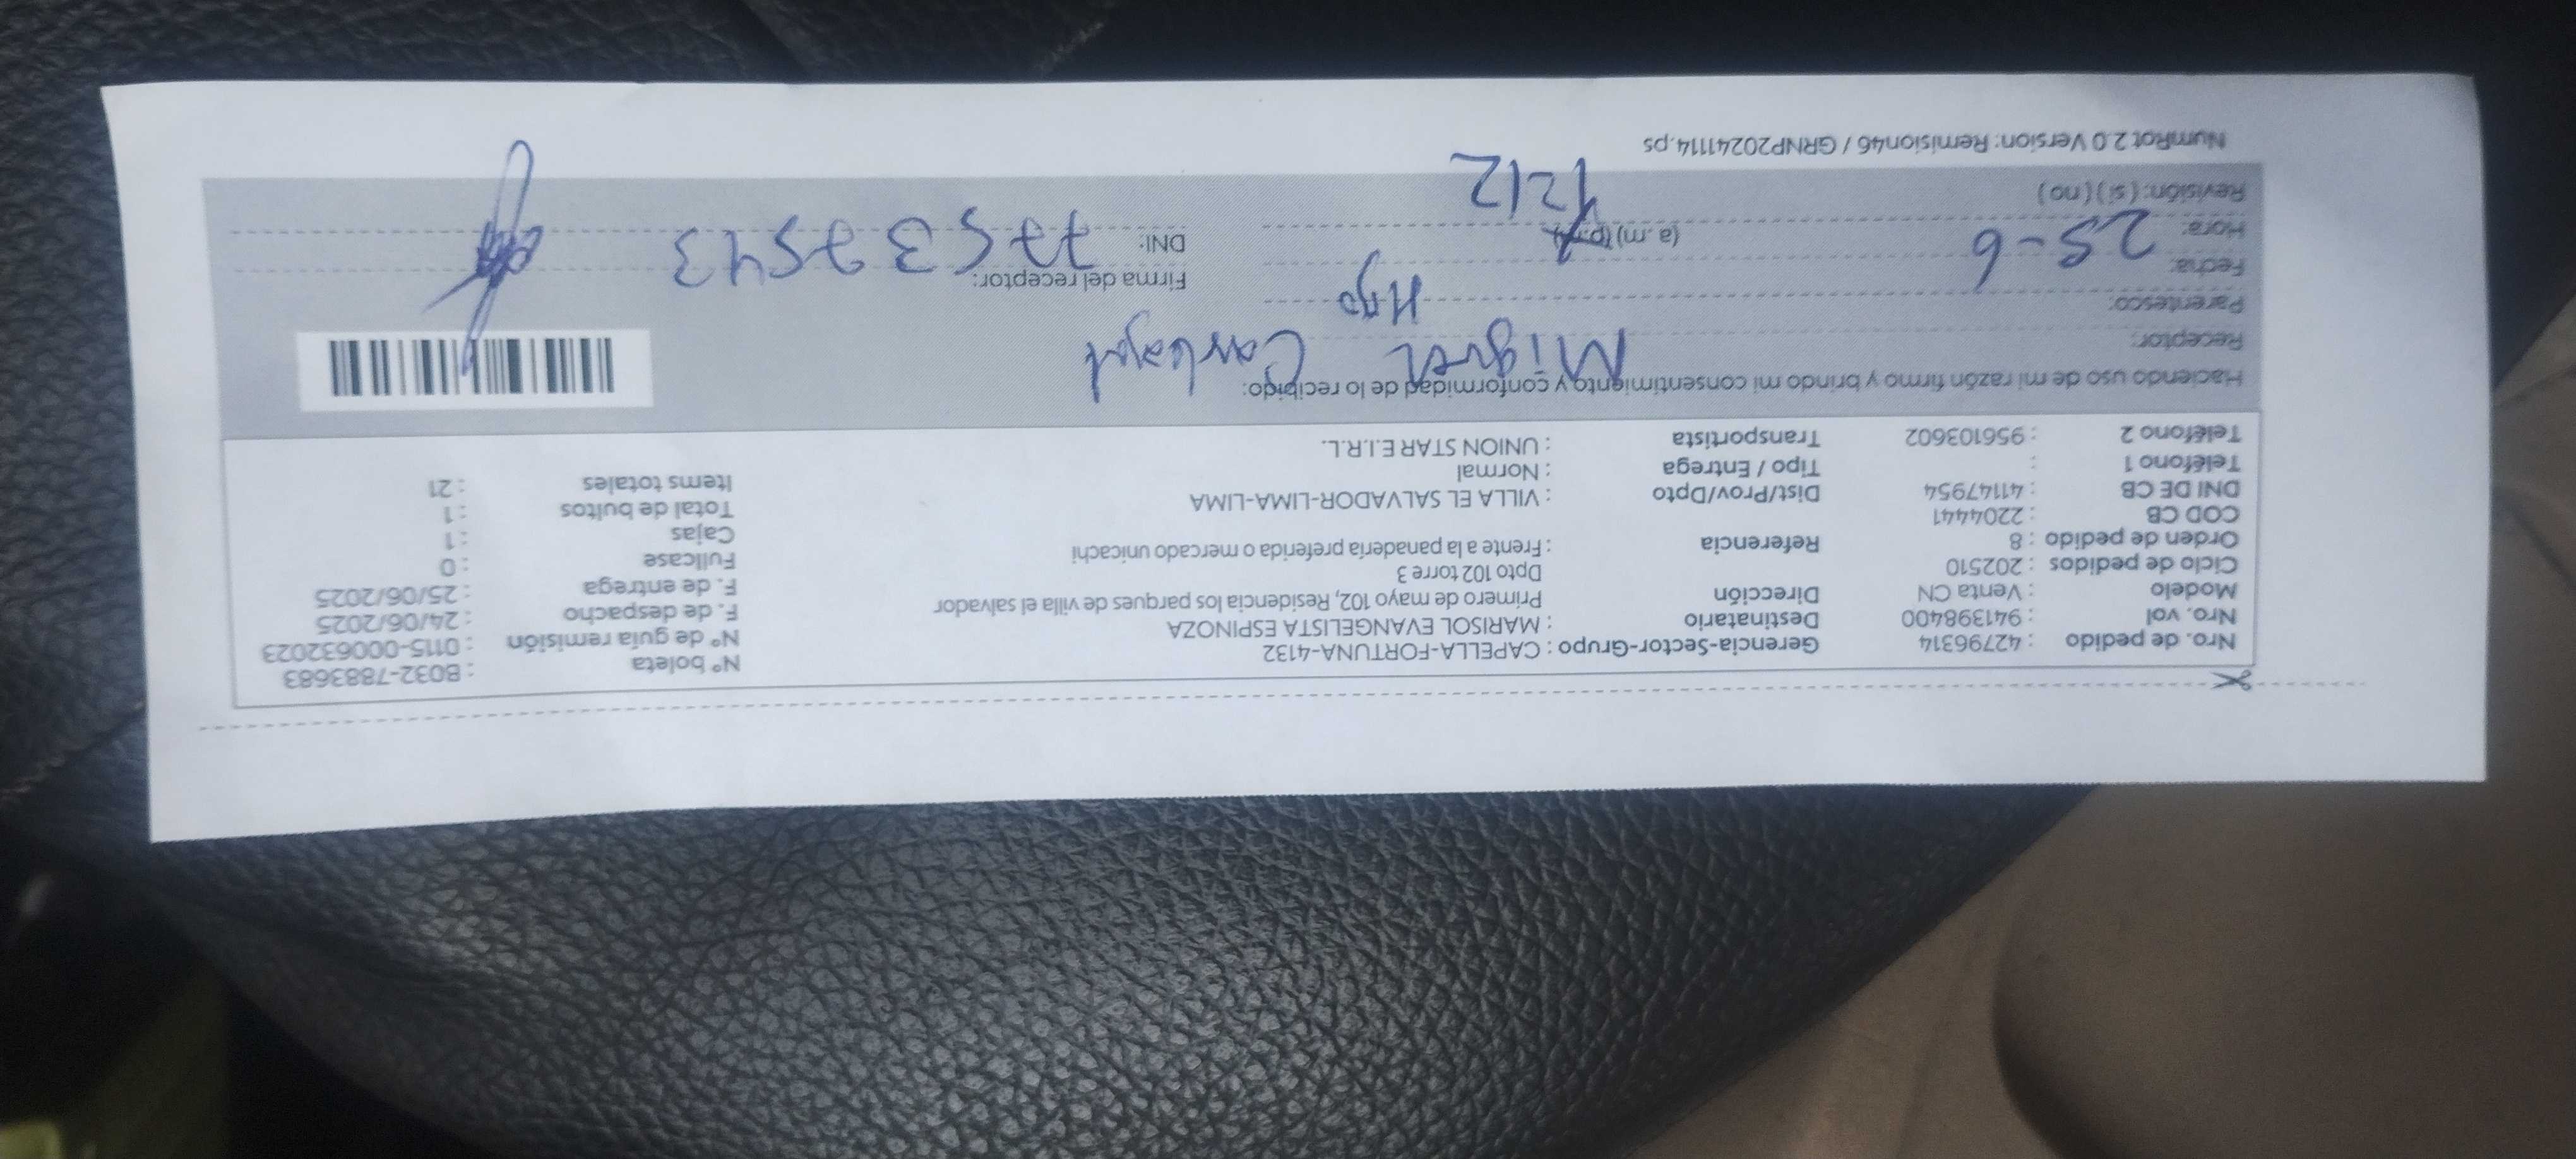 Nro. de pedido : 42796314 Gerencia-Sector-Grupo : CAPELLA-FORTUNA-4132 N° boleta : B032-7883683
Nro. vol : 941398400 Destinatario : MARISOL EVANGELISTA ESPINOZA N° de guía remisión : 0115-000632023
Modelo : Venta CN Dirección Primero de mayo 102, Residencia los parques de villa el salvador F. de despacho : 24/06/2025
Ciclo de pedidos : 202510 Dpto 102 torre 3 F. de entrega : 25/06/2025
Orden de pedido : 8 Referencia : Frente a la panadería preferida o mercado unicachi Fullcase : 0
COD CB : 2204441 Cajas : 1
DNI DE CB : 41147954 Dist/Prov/Dpto : VILLA EL SALVADOR-LIMA-LIMA Total de bultos : 1
Teléfono 1 : Tipo / Entrega : Normal Items totales : 21
Teléfono 2 : 956103602 Transportista : UNION STAR E.I.R.L.
Haciendo uso de mi razón firmo y brindo mi consentimiento y conformidad de lo recibido:
Receptor: Miguel Carbajal
Parentesco: Hijo
Fecha: 25-6 Firma del receptor:
Hora: (a.m) (p.m) DNI: 77537543
1212
Revisión: ( si ) ( no )
NumRot 2.0 Version: Remision46 / GRNP20241114.ps